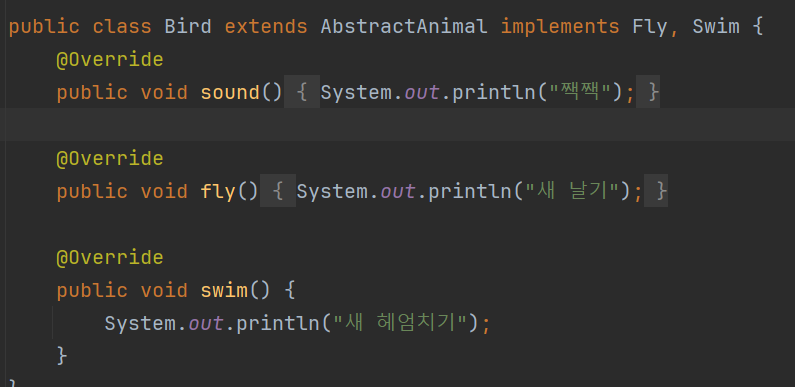 public class Bird extends AbstractAnimal implements Fly, Swim {
@Override
public void sound() { System.out.println("짹짹"); }
@Override
public void fly() { System.out.println("새 날기"); }
@Override
public void swim() {
System.out.println("새 헤엄치기");
}
}